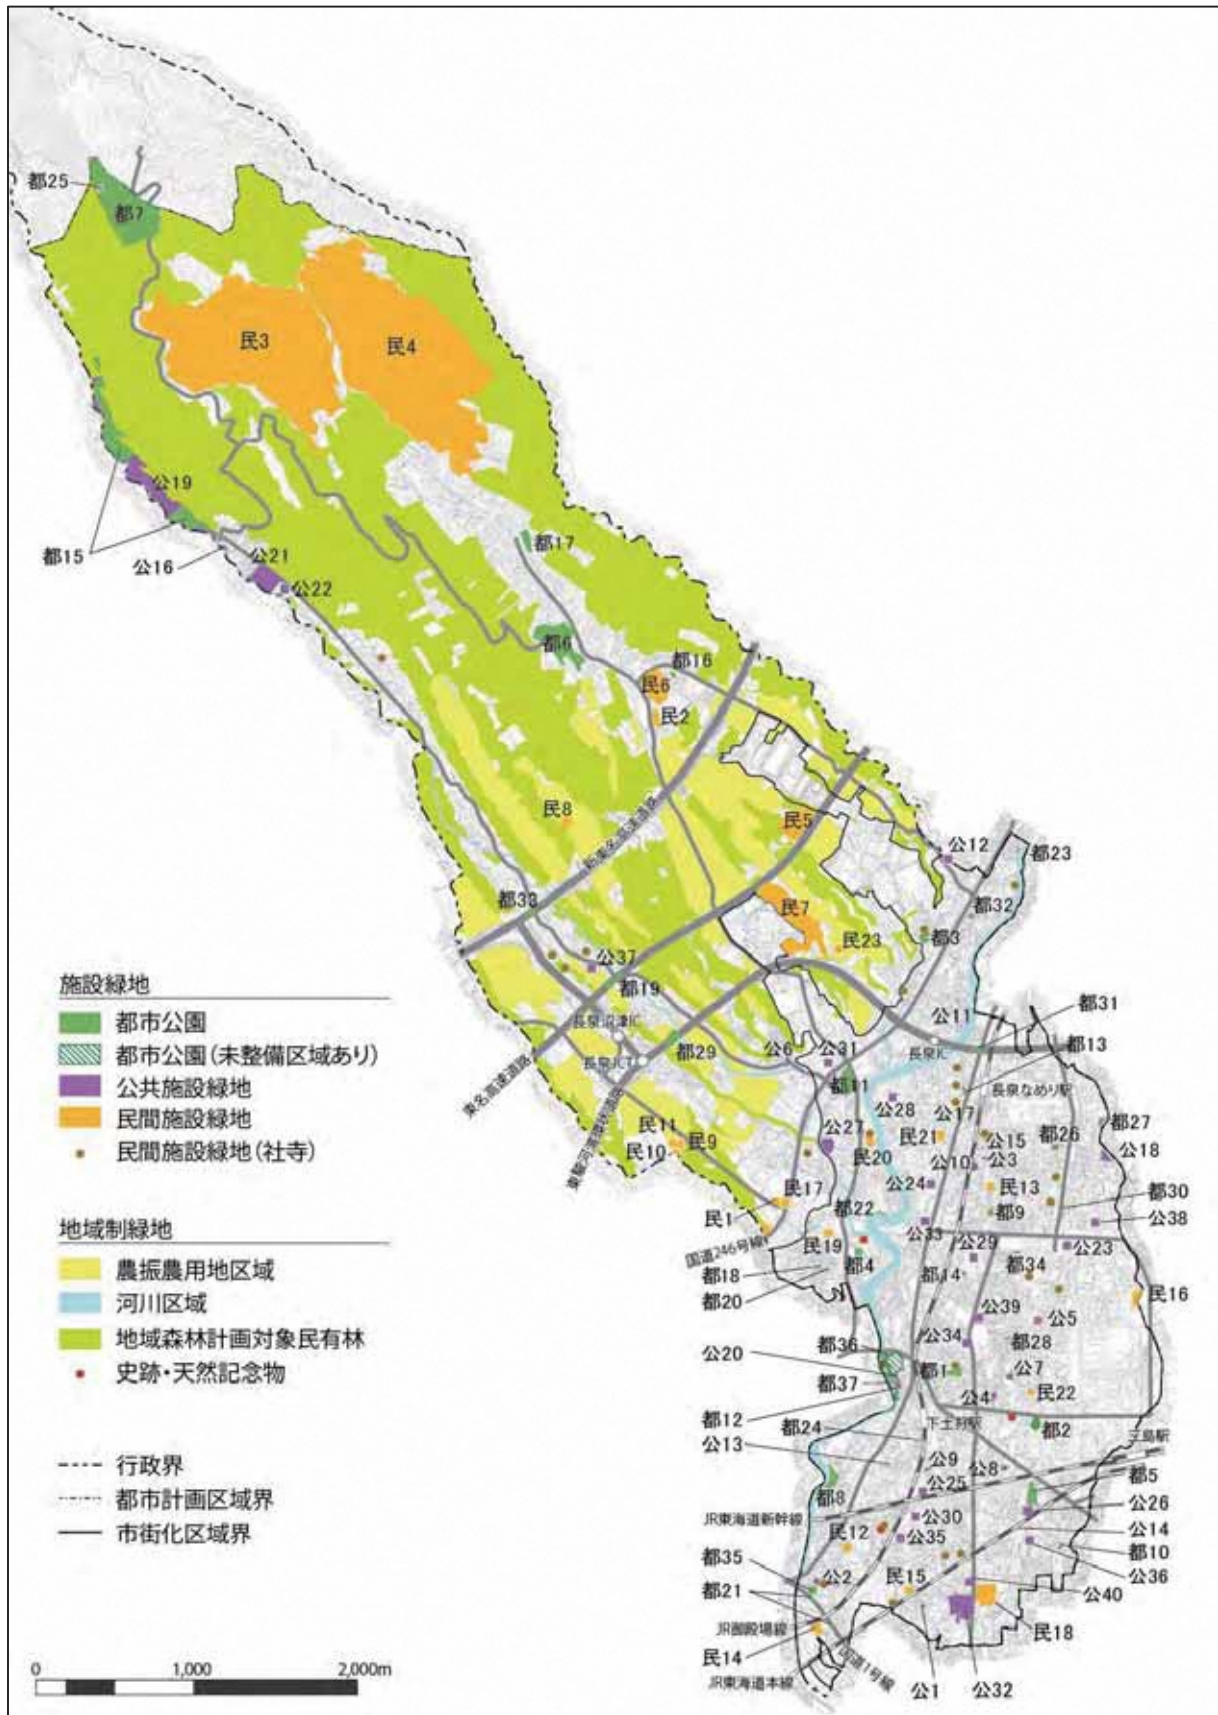 都25
都7
民3
民4
公19
都15
公21
公16
公22
都17
都6
都16
民6
民2
民8
民5
新東名高速道路
公12
都23
都33
都32
民7
都3
民23
公37
都19
長泉沼津IC
公11
都31
長泉IC
都13
都29
公6
公31
長泉JCT
長泉なめり駅
東名高速道路
都11
公28
公17
都27
東駿河湾環状道路
民11
民9
公27
民21
公15
都26
民10
民20
公10
公3
公18
公24
民13
都30
民17
民1
都22
都9
公38
公33
国道246号線
民19
公29
公23
都18
都4
都14
都34
都20
民16
公39
公5
都36
公34
都28
公20
都1
公7
都37
公4
民22
都12
都24
下土狩駅
都2
公13
三島駅
公9
公8
都5
都8
公25
公26
JR東海道新幹線
公30
公14
民12
公35
都10
都35
公36
公2
民15
都21
公40
JR御殿場線
民18
民14
国道1号線
JR東海道本線
公1
公32
施設緑地
都市公園
都市公園(未整備区域あり)
公共施設緑地
民間施設緑地
民間施設緑地(社寺)
地域制緑地
農振農用地区域
河川区域
地域森林計画対象民有林
史跡・天然記念物
行政界
都市計画区域界
市街化区域界
0 1,000 2,000m